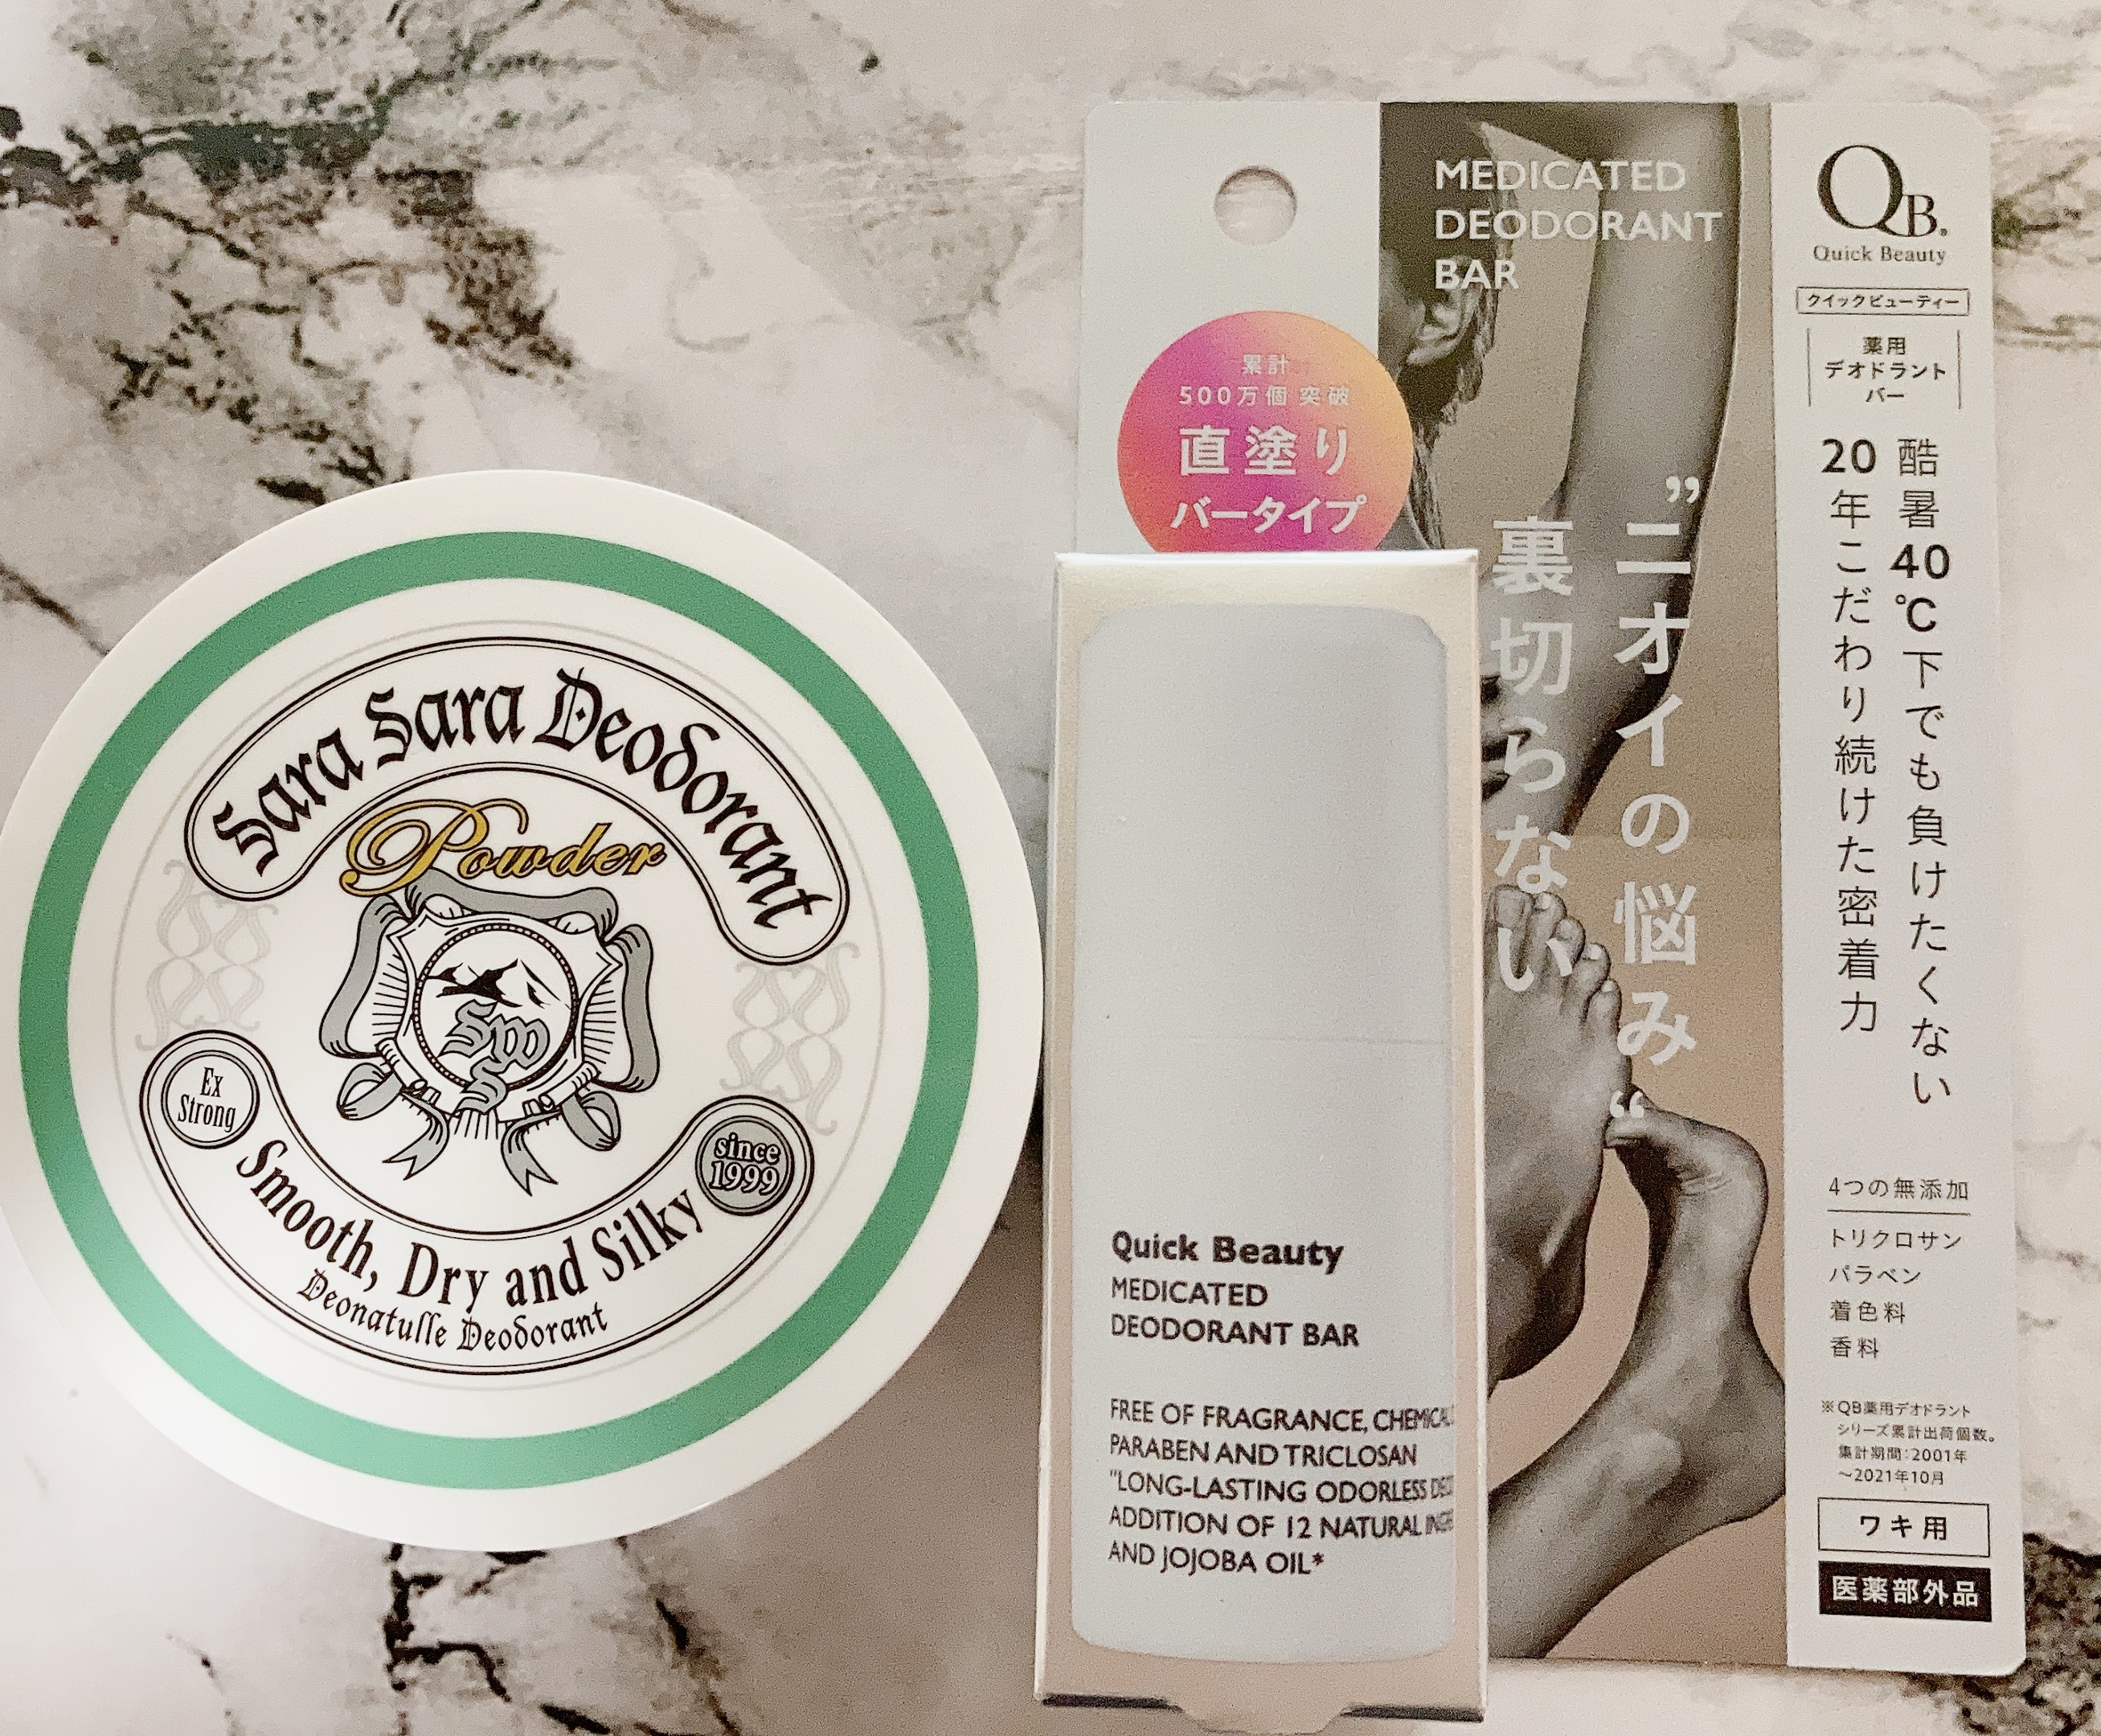 Sara Sara Deodorant
Powder
Ex
Strong
since
1999
Smooth, Dry and Silky
Deonatulle Deodorant
MEDICATED
DEODORANT
BAR
累計
500万個 突破
直塗り
バータイプ
”ニオイの悩み“
裏切らない
QB.
Quick Beauty
クイックビューティー
薬用
デオドラント
バー
酷暑40℃下でも負けたくない
20年こだわり続けた密着力
4つの無添加
トリクロサン
パラベン
着色料
香料
※QB薬用デオドラント
シリーズ累計出荷個数。
集計期間:2001年
～2021年10月
ワキ用
医薬部外品
Quick Beauty
MEDICATED
DEODORANT BAR
FREE OF FRAGRANCE, CHEMICAL
PARABEN AND TRICLOSAN
"LONG-LASTING ODORLESS
ADDITION OF 12 NATURAL
AND JOJOBA OIL*